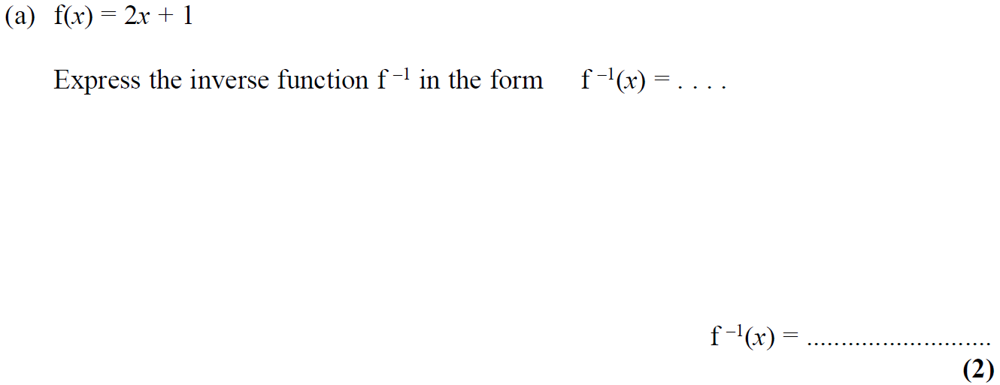 (a) f(x) = 2x + 1
Express the inverse function f⁻¹ in the form f⁻¹(x) = . . . .
f⁻¹(x) = ...........................
(2)